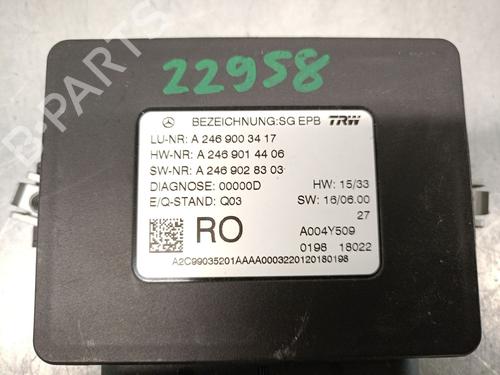 22958
BEZEICHNUNG:SG EPB TRW
LU-NR: A 246 900 34 17
HW-NR: A 246 901 44 06
SW-NR: A 246 902 83 03
DIAGNOSE: 00000D HW: 15/33
E/Q-STAND: Q03 SW: 16/06.00
27
RO A004Y509
0198 18022
A2C99035201AAAA0003220120180198
B-PARTS